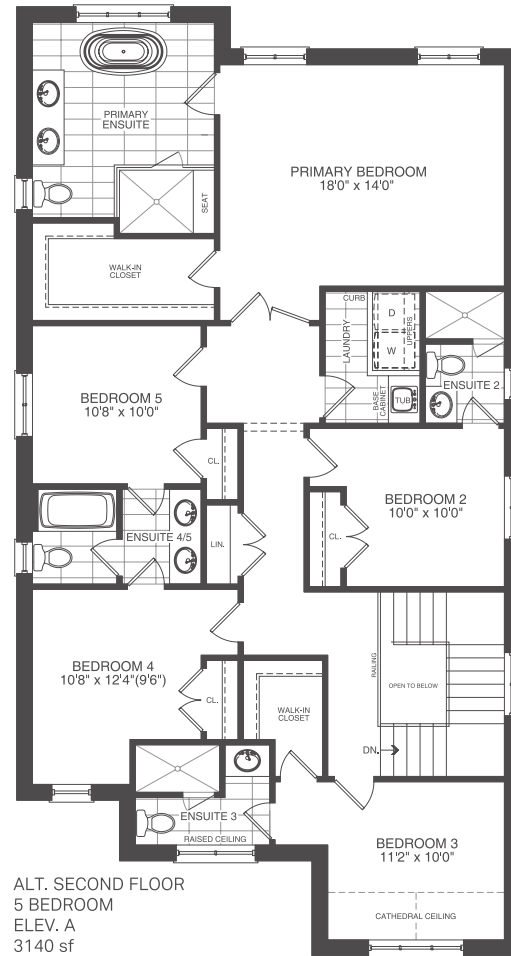 PRIMARY
ENSUITE
PRIMARY BEDROOM
18'0" x 14'0"
SEAT
WALK-IN
CLOSET
CURB
D
LAUNDRY
UPPERS
W
BASE
CABINET
TUB
ENSUITE 2
BEDROOM 5
10'8" x 10'0"
CL.
BEDROOM 2
10'0" x 10'0"
ENSUITE 4/5
LIN.
CL.
BEDROOM 4
10'8" x 12'4"(9'6")
CL.
WALK-IN
CLOSET
RAILING
OPEN TO BELOW
DN.
ENSUITE 3
RAISED CEILING
BEDROOM 3
11'2" x 10'0"
CATHEDRAL CEILING
ALT. SECOND FLOOR
5 BEDROOM
ELEV. A
3140 sf